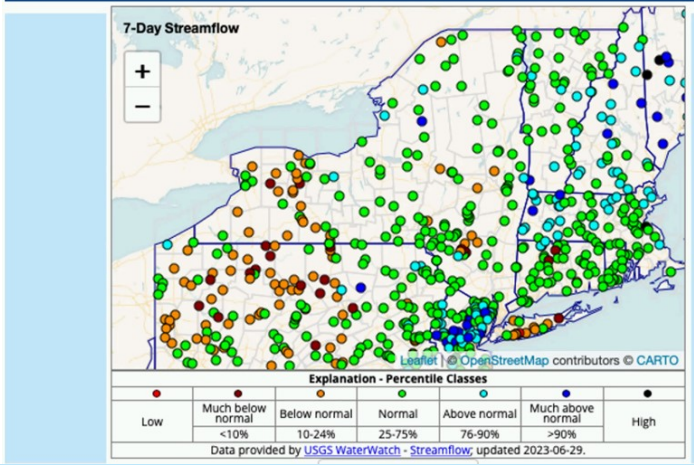 7-Day Streamflow
+
−
Leaflet | © OpenStreetMap contributors © CARTO
Explanation - Percentile Classes
Low Much below normal Below normal Normal Above normal Much above normal High
<10% 10-24% 25-75% 76-90% >90%
Data provided by USGS WaterWatch - Streamflow; updated 2023-06-29.